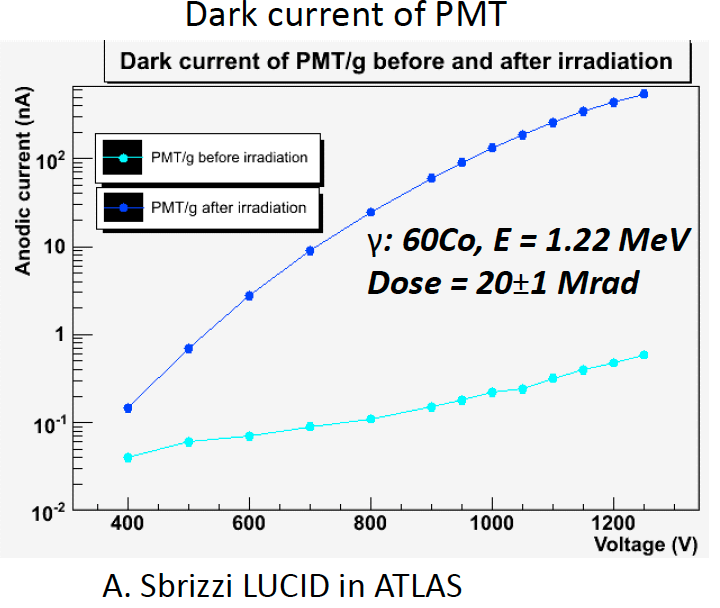 Dark current of PMT
Dark current of PMT/g before and after irradiation
Anodic current (nA)
PMT/g before irradiation
PMT/g after irradiation
γ: 60Co, E = 1.22 MeV
Dose = 20±1 Mrad
10²
10
1
10⁻¹
10⁻²
400 600 800 1000 1200
Voltage (V)
A. Sbrizzi LUCID in ATLAS